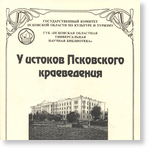 ГОСУДАРСТВЕННЫЙ КОМИТЕТ
ПСКОВСКОЙ ОБЛАСТИ ПО КУЛЬТУРЕ И ТУРИЗМУ
ГУК «ПСКОВСКАЯ ОБЛАСТНАЯ
УНИВЕРСАЛЬНАЯ
НАУЧНАЯ БИБЛИОТЕКА»
У истоков Псковского
краеведения